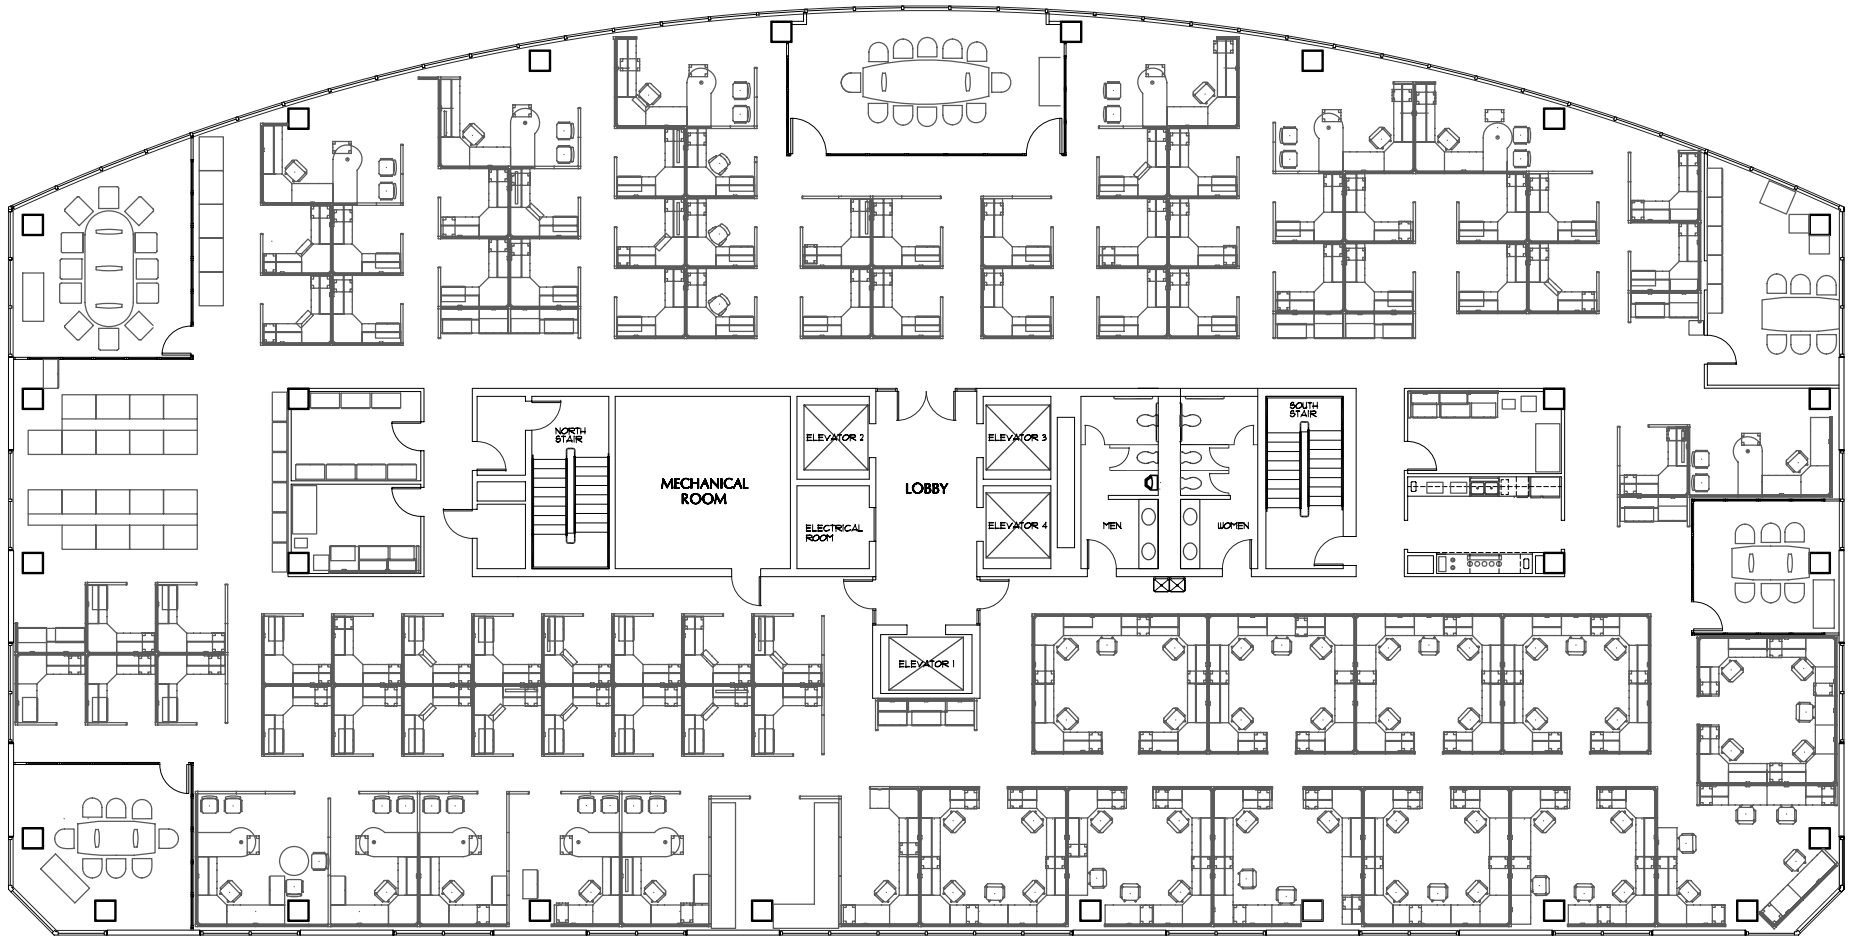 SOUTH
STAIR
NORTH
STAIR
ELEVATOR 2
ELEVATOR 3
MECHANICAL
ROOM
LOBBY
ELECTRICAL
ROOM
ELEVATOR 4
MEN
WOMEN
ELEVATOR 1